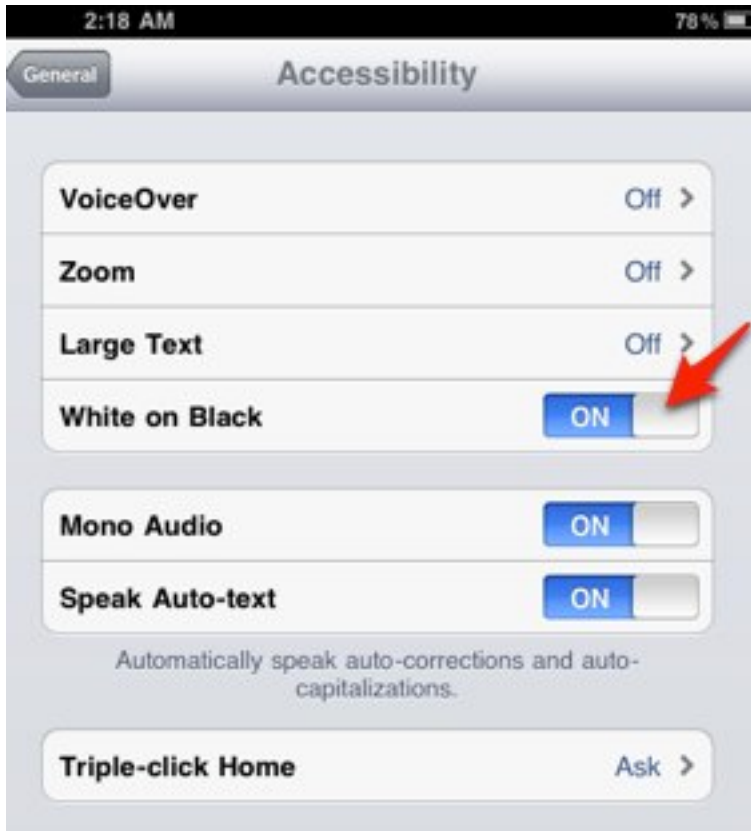 2:18 AM 78%
General Accessibility
VoiceOver Off
Zoom Off
Large Text Off
White on Black ON
Mono Audio ON
Speak Auto-text ON
Automatically speak auto-corrections and auto-
capitalizations.
Triple-click Home Ask